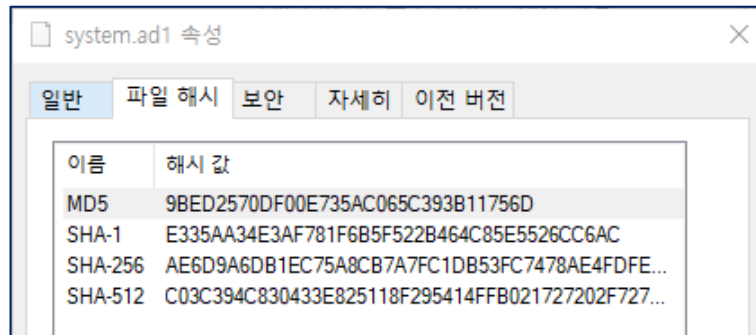 system.ad1 속성
일반 파일 해시 보안 자세히 이전 버전
이름 해시 값
MD5 9BED2570DF00E735AC065C393B11756D
SHA-1 E335AA34E3AF781F6B5F522B464C85E5526CC6AC
SHA-256 AE6D9A6DB1EC75A8CB7A7FC1DB53FC7478AE4FDFE...
SHA-512 C03C394C830433E825118F295414FFB021727202F727...